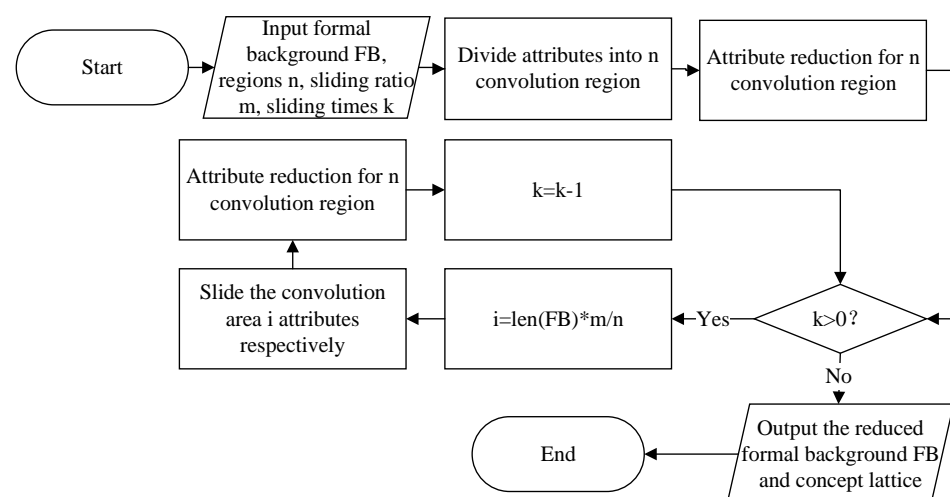 Start
Input formal
background FB,
regions n, sliding ratio
m, sliding times k
Divide attributes into n
convolution region
Attribute reduction for n
convolution region
Attribute reduction for n
convolution region
k=k-1
Slide the convolution
area i attributes
respectively
i=len(FB)*m/n
Yes
k>0?
No
End
Output the reduced
formal background FB
and concept lattice